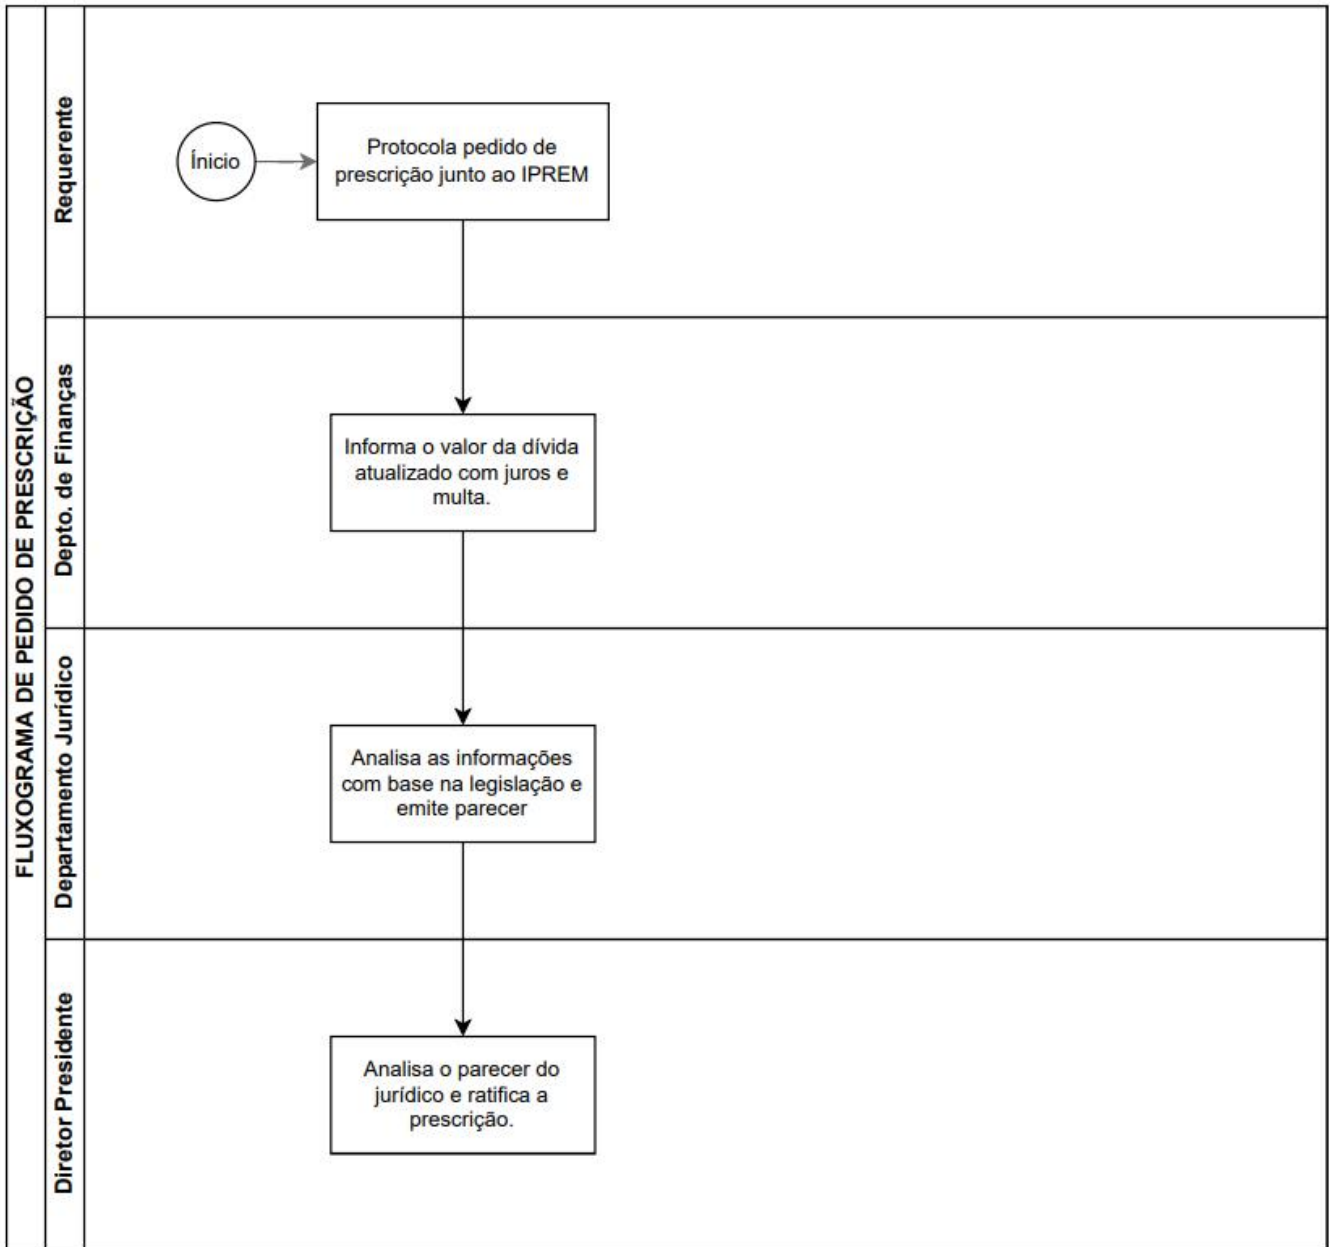 FLUXOGRAMA DE PEDIDO DE PRESCRIÇÃO
Requerente
Ínicio
Protocola pedido de
prescrição junto ao IPREM
Depto. de Finanças
Informa o valor da dívida
atualizado com juros e
multa.
Departamento Jurídico
Analisa as informações
com base na legislação e
emite parecer
Diretor Presidente
Analisa o parecer do
jurídico e ratifica a
prescrição.